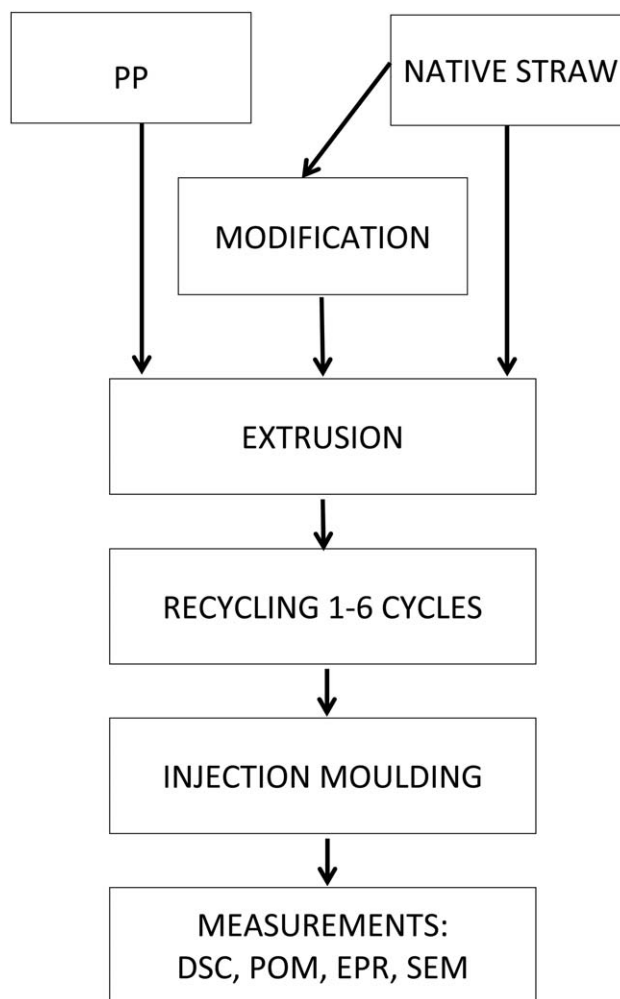 PP
NATIVE STRAW
MODIFICATION
EXTRUSION
RECYCLING 1-6 CYCLES
INJECTION MOULDING
MEASUREMENTS:
DSC, POM, EPR, SEM